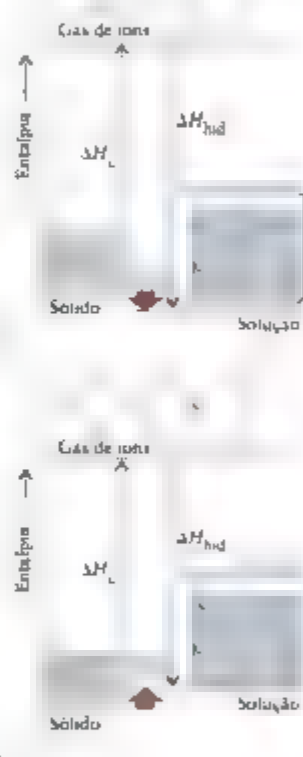 Gás de íons
Entalpia
ΔH_L
ΔH_hid
Sólido
Solução
Gás de íons
Entalpia
ΔH_L
ΔH_hid
Sólido
Solução